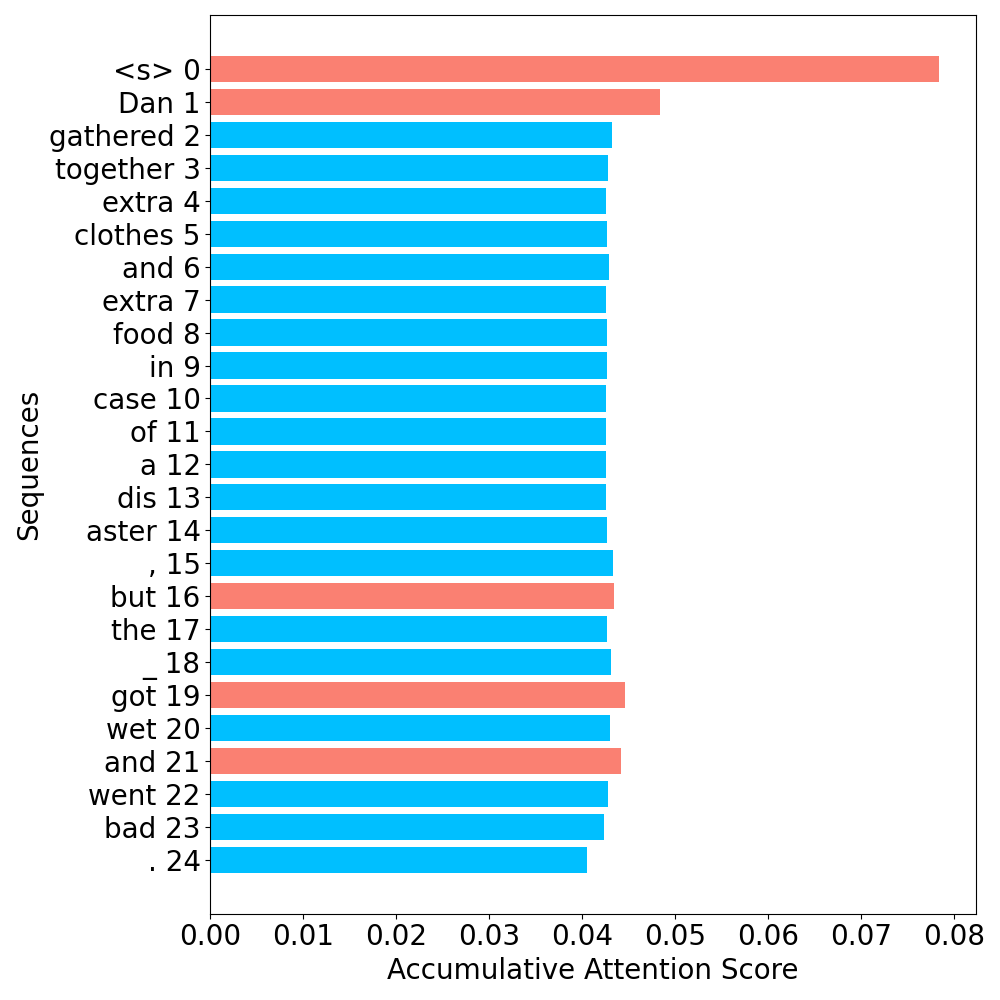 <s> 0
Dan 1
gathered 2
together 3
extra 4
clothes 5
and 6
extra 7
food 8
in 9
case 10
of 11
a 12
dis 13
aster 14
, 15
but 16
the 17
_ 18
got 19
wet 20
and 21
went 22
bad 23
. 24
Sequences
0.00 0.01 0.02 0.03 0.04 0.05 0.06 0.07 0.08
Accumulative Attention Score